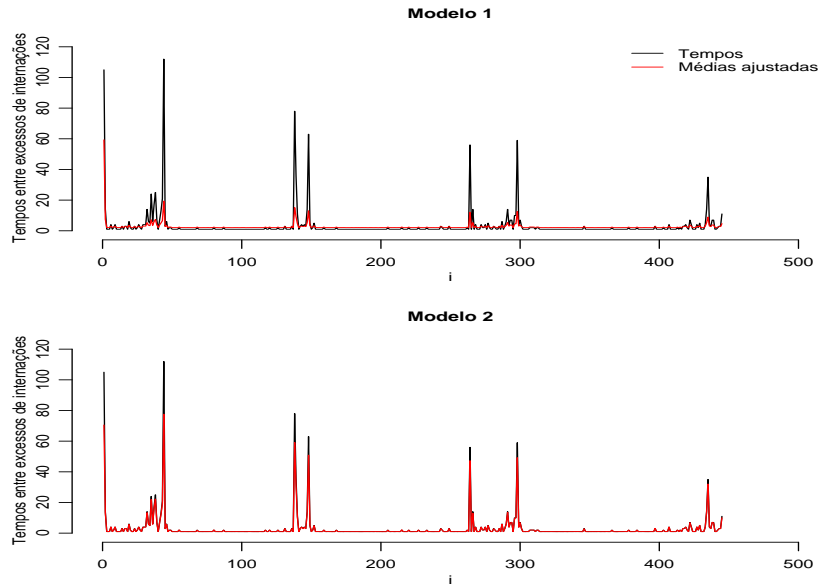 Modelo 1
Tempos entre excessos de internações
0 20 40 60 80 100 120
Tempos
Médias ajustadas
0 100 200 300 400 500
i
Modelo 2
Tempos entre excessos de internações
0 20 40 60 80 100 120
0 100 200 300 400 500
i